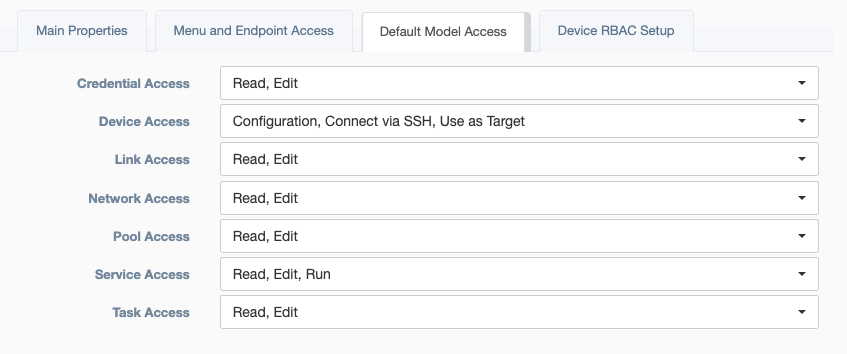 Main Properties Menu and Endpoint Access Default Model Access Device RBAC Setup
Credential Access Read, Edit
Device Access Configuration, Connect via SSH, Use as Target
Link Access Read, Edit
Network Access Read, Edit
Pool Access Read, Edit
Service Access Read, Edit, Run
Task Access Read, Edit